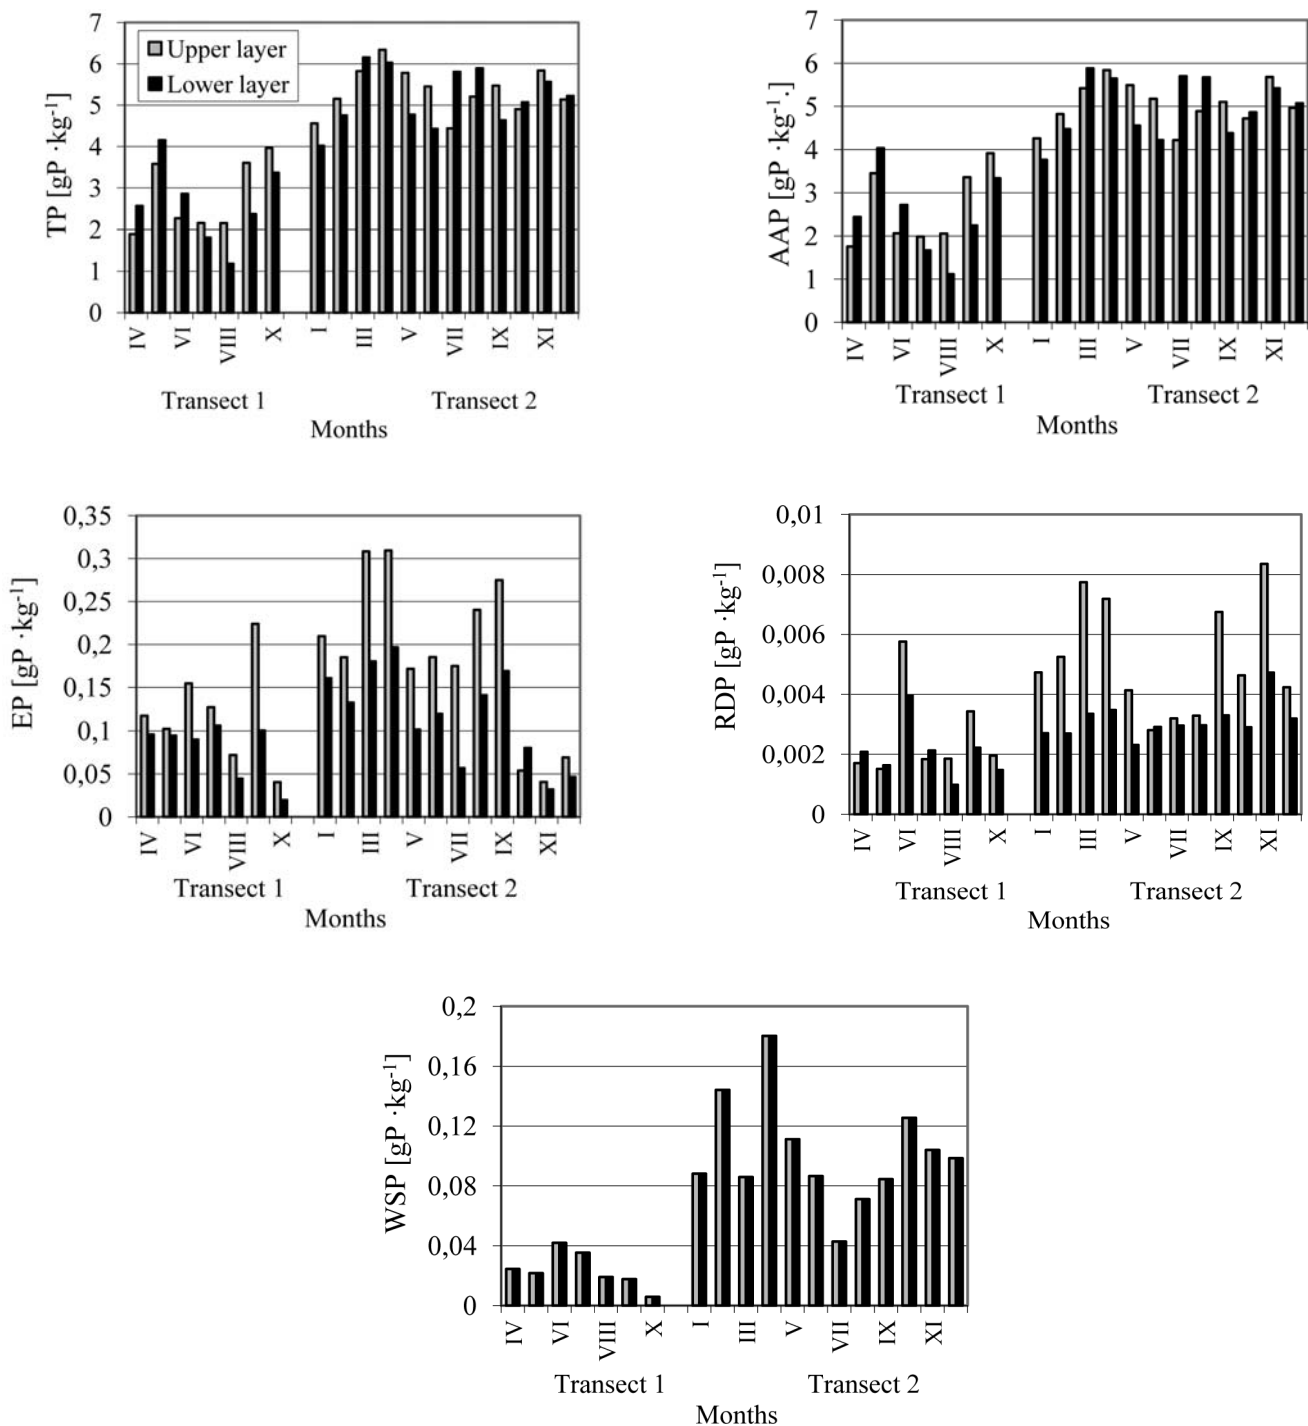 7
6
5
4
3
2
1
0
TP [gP ·kg⁻¹]
Upper layer
Lower layer
IV VI VIII X I III V VII IX XI
Transect 1 Transect 2
Months
7
6
5
4
3
2
1
0
AAP [gP ·kg⁻¹·]
IV VI VIII X I III V VII IX XI
Transect 1 Transect 2
Months
0,35
0,3
0,25
0,2
0,15
0,1
0,05
0
EP [gP ·kg⁻¹]
IV VI VIII X I III V VII IX XI
Transect 1 Transect 2
Months
0,01
0,008
0,006
0,004
0,002
0
RDP [gP ·kg⁻¹]
IV VI VIII X I III V VII IX XI
Transect 1 Transect 2
Months
0,2
0,16
0,12
0,08
0,04
0
WSP [gP ·kg⁻¹]
IV VI VIII X I III V VII IX XI
Transect 1 Transect 2
Months